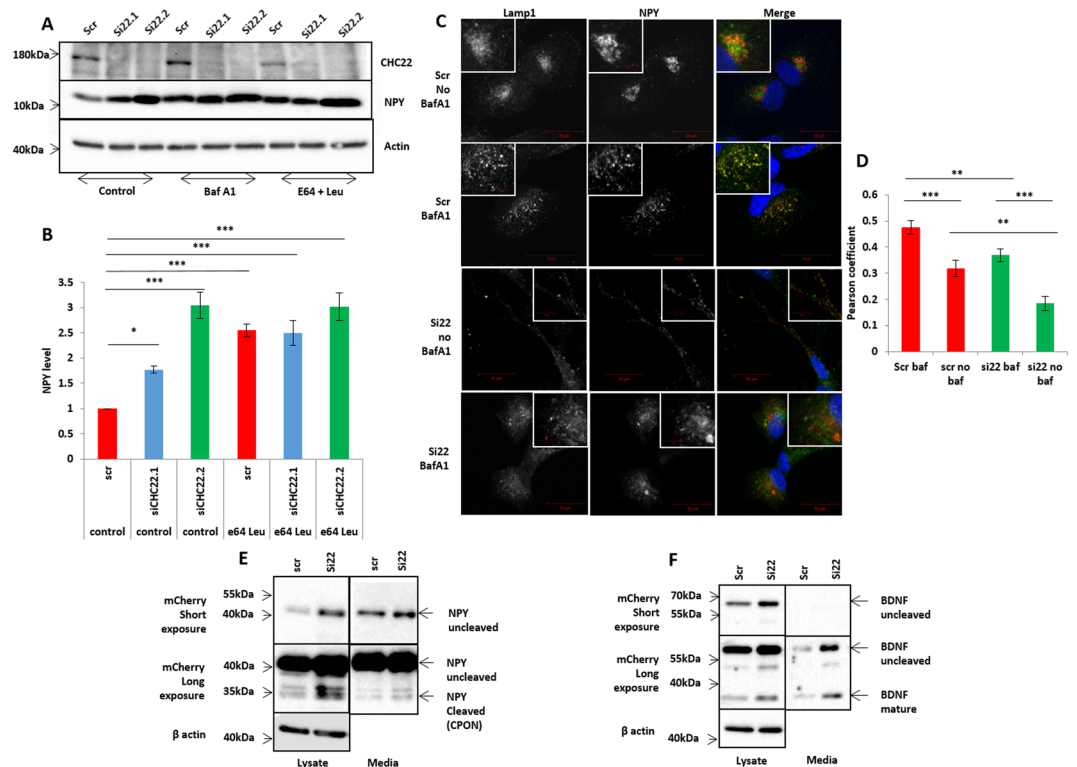 A
Scr
Si22.1
Si22.2
Scr
Si22.1
Si22.2
Scr
Si22.1
Si22.2
180kDa
CHC22
10kDa
NPY
40kDa
Actin
Control
Baf A1
E64 + Leu
B
NPY level
3.5
3
2.5
2
1.5
1
0.5
0
*
***
***
***
***
scr
siCHC22.1
siCHC22.2
scr
siCHC22.1
siCHC22.2
control
control
control
e64 Leu
e64 Leu
e64 Leu
C
Lamp1
NPY
Merge
Scr
No
BafA1
Scr
BafA1
Si22
no
BafA1
Si22
BafA1
D
Pearson coefficient
0.6
0.5
0.4
0.3
0.2
0.1
0
**
***
***
**
Scr baf
scr no
baf
si22 baf
si22 no
baf
E
scr
Si22
scr
Si22
mCherry
Short
exposure
55kDa
40kDa
NPY
uncleaved
mCherry
Long
exposure
40kDa
35kDa
NPY
uncleaved
NPY
Cleaved
(CPON)
β actin
40kDa
Lysate
Media
F
Scr
Si22
Scr
Si22
mCherry
Short
exposure
70kDa
55kDa
BDNF
uncleaved
mCherry
Long exposure
55kDa
40kDa
BDNF
uncleaved
BDNF
mature
β actin
40kDa
Lysate
Media